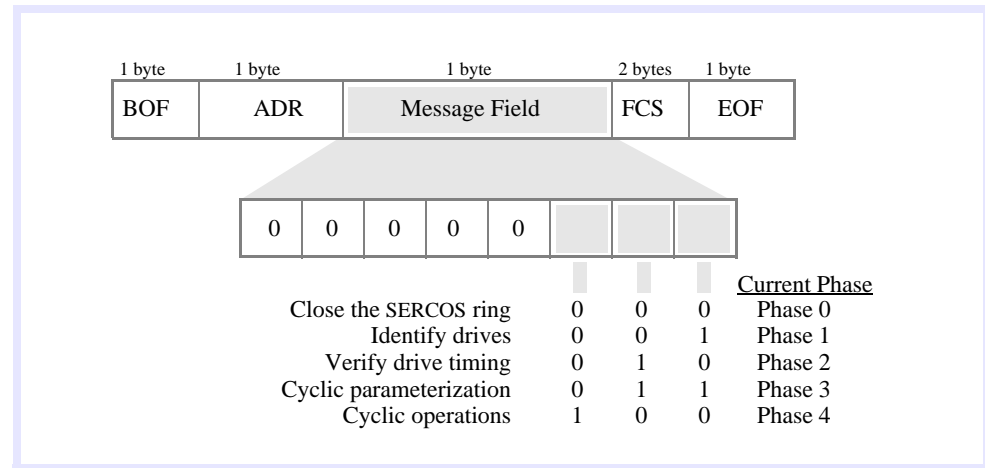 1 byte 1 byte 1 byte 2 bytes 1 byte
BOF ADR Message Field FCS EOF
0 0 0 0 0
Current Phase
Close the SERCOS ring 0 0 0 Phase 0
Identify drives 0 0 1 Phase 1
Verify drive timing 0 1 0 Phase 2
Cyclic parameterization 0 1 1 Phase 3
Cyclic operations 1 0 0 Phase 4